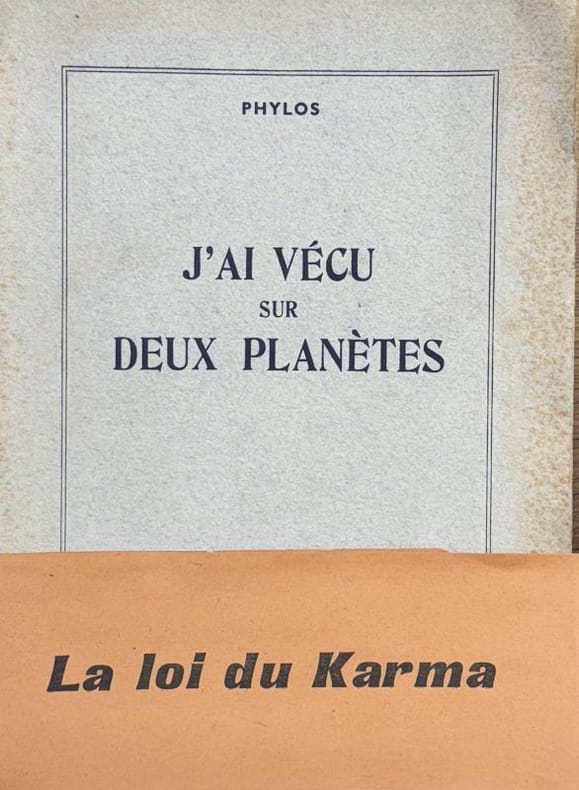 PHYLOS
J'AI VÉCU
SUR
DEUX PLANÈTES
La loi du Karma